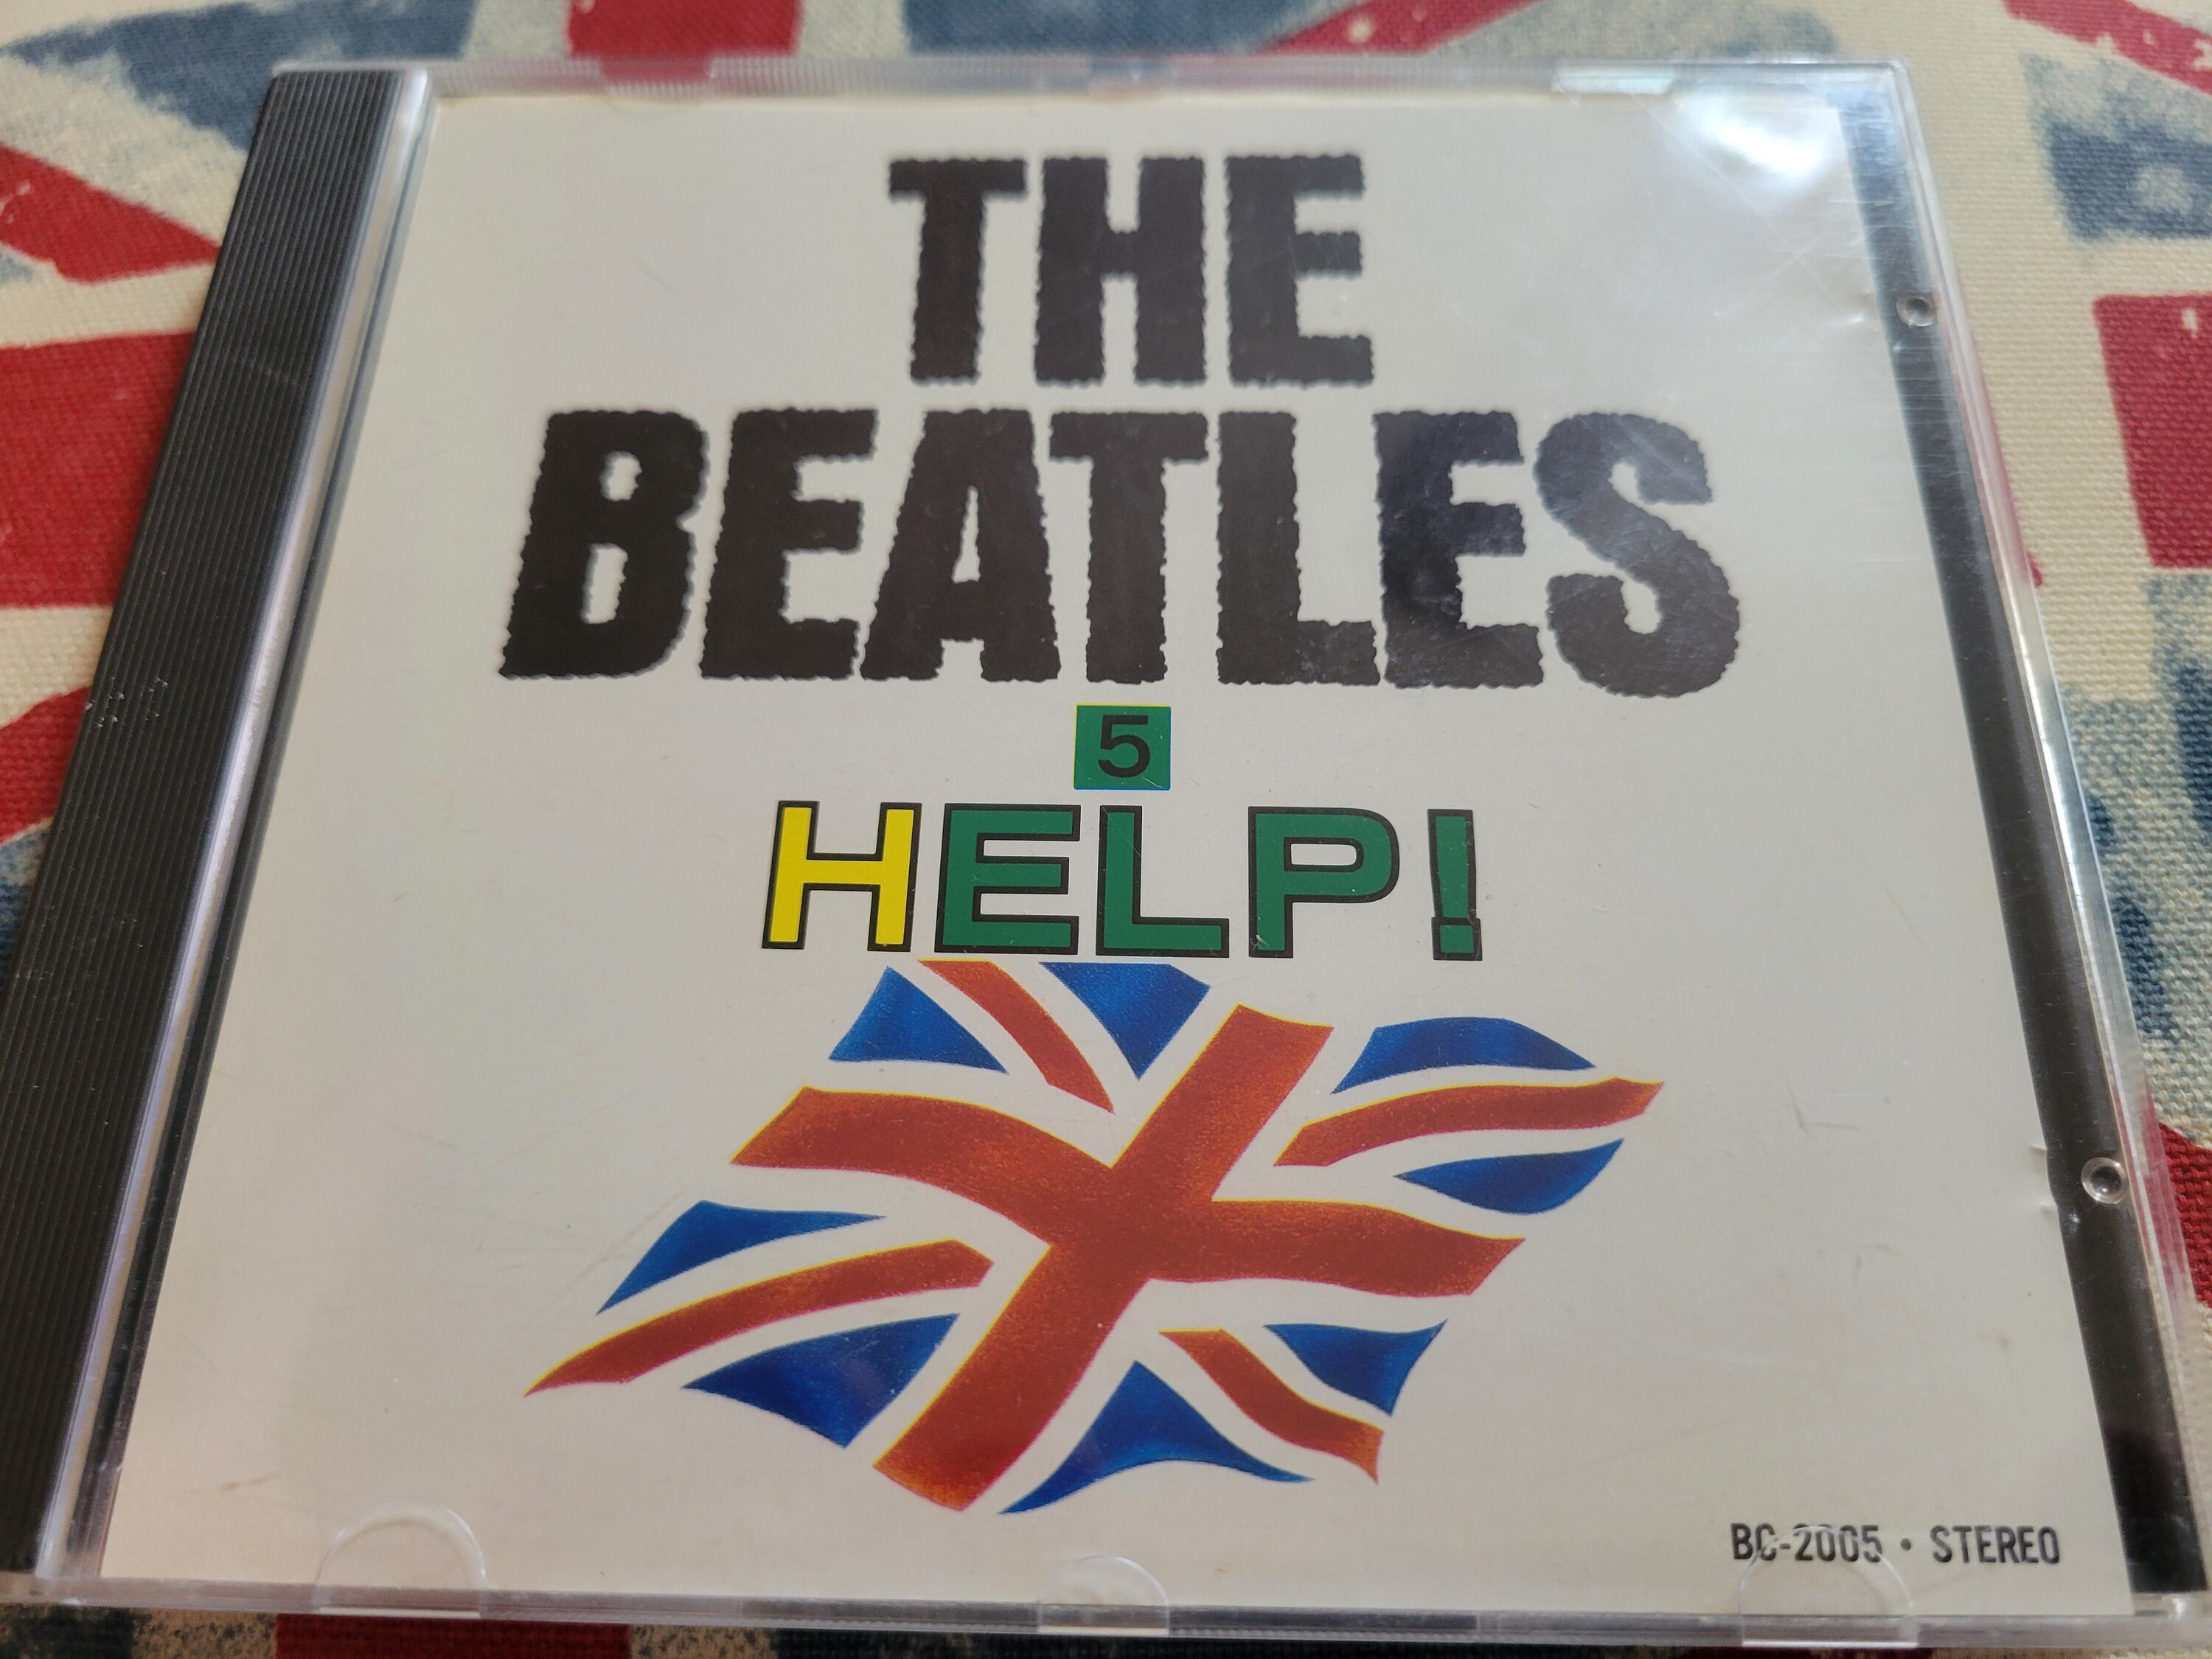 THE
BEATLES
5
HELP!
BC-2005 • STEREO